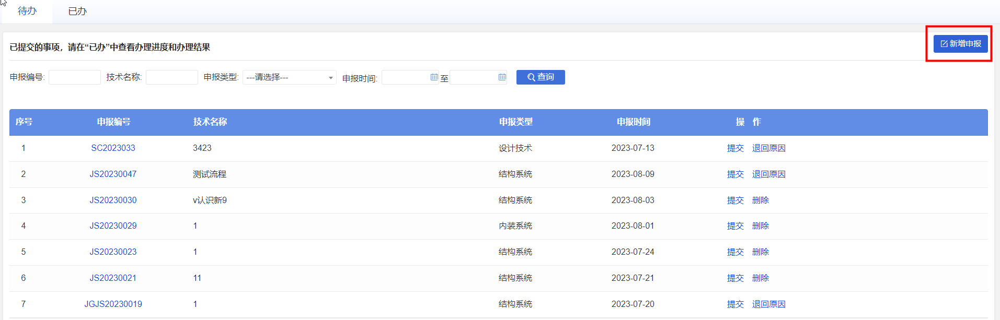 待办 已办
已提交的事项，请在“已办”中查看办理进度和办理结果 新增申报
申报编号: 技术名称: 申报类型: ---请选择--- 申报时间: 至 查询
序号 申报编号 技术名称 申报类型 申报时间 操 作
1 SC2023033 3423 设计技术 2023-07-13 提交 退回原因
2 JS20230047 测试流程 结构系统 2023-08-09 提交 退回原因
3 JS20230030 v认识新9 结构系统 2023-08-03 提交 删除
4 JS20230029 1 内装系统 2023-08-01 提交 删除
5 JS20230023 1 结构系统 2023-07-24 提交 删除
6 JS20230021 11 结构系统 2023-07-21 提交 删除
7 JGJS20230019 1 结构系统 2023-07-20 提交 退回原因